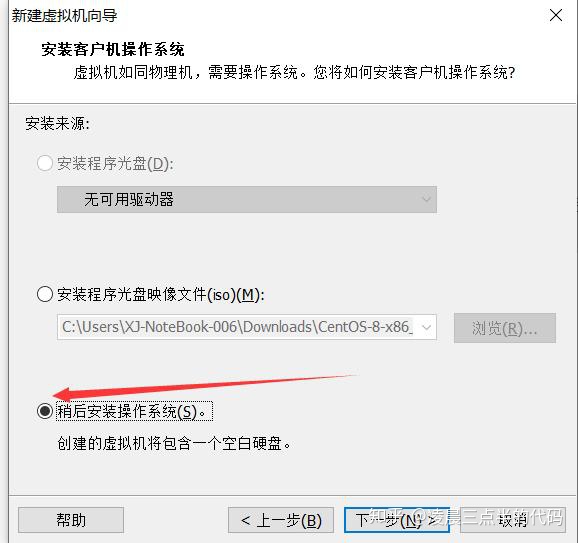 新建虚拟机向导
安装客户机操作系统
虚拟机如同物理机，需要操作系统。您将如何安装客户机操作系统?
安装来源:
安装程序光盘(D):
无可用驱动器
安装程序光盘映像文件(iso)(M):
C:\Users\XJ-NoteBook-006\Downloads\CentOS-8-x86_
浏览(R)...
稍后安装操作系统(S)。
创建的虚拟机将包含一个空白硬盘。
帮助
< 上一步(B)
下一步(N) >
取消
知乎 @凌晨三点半的代码